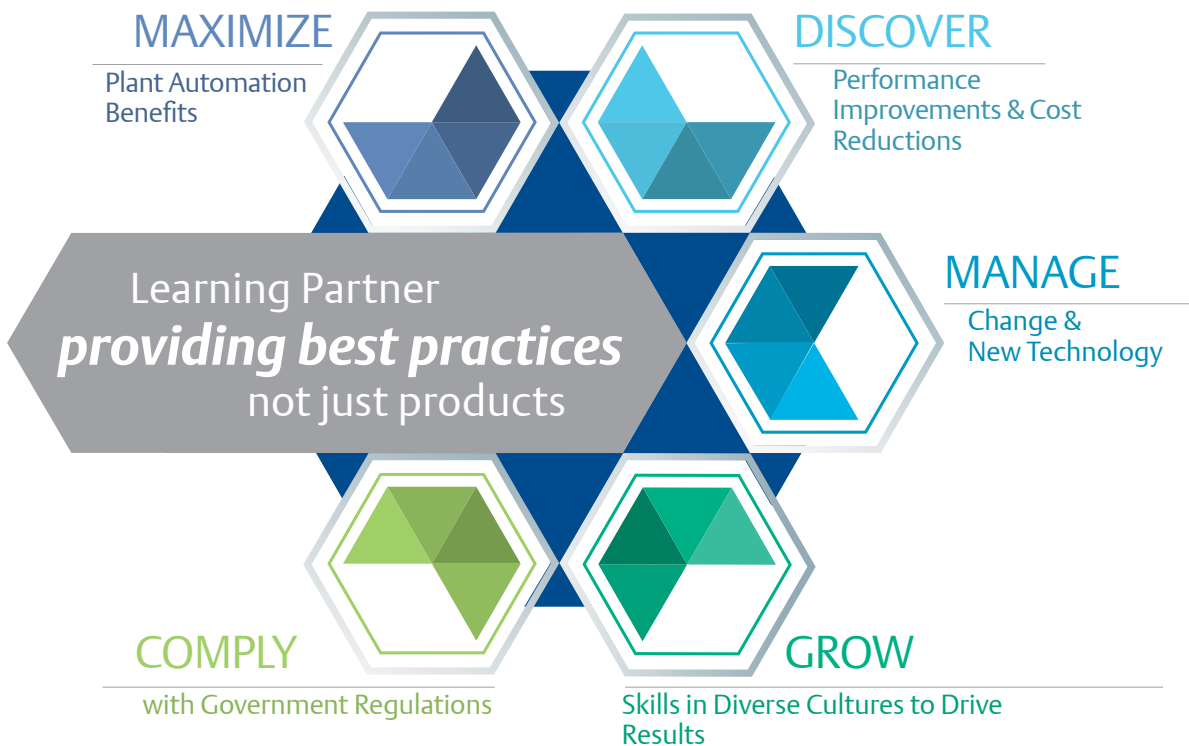 MAXIMIZE
Plant Automation
Benefits
DISCOVER
Performance
Improvements & Cost
Reductions
Learning Partner
providing best practices
not just products
MANAGE
Change &
New Technology
COMPLY
with Government Regulations
GROW
Skills in Diverse Cultures to Drive
Results